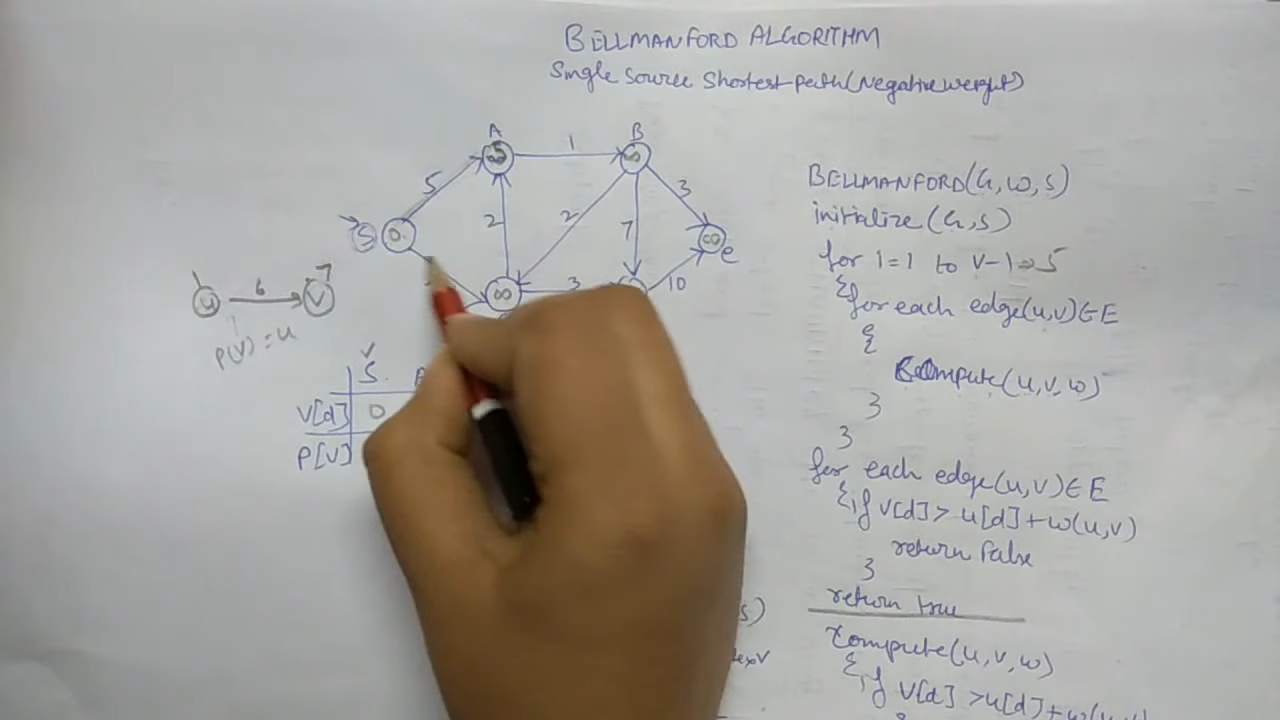 BELLMANFORD ALGORITHM
Single Source Shortest path (Negative weight)
A
B
1
5
3
S
0
∞
2
2
7
∞
e
∞
3
10
6
7
u
v
P(V) = u
S
V[d] 0
P[V]
BELLMANFORD(G, W, S)
initialize (G, S)
for i=1 to V-1 => 5
{for each edge(u,v)∈E
{
Compute(u, v, w)
}
}
for each edge(u,v)∈E
{if v[d] > u[d] + w(u,v)
return false
}
return true
s)
Compute(u, v, w)
{if v[d] > u[d] + w(u,v)